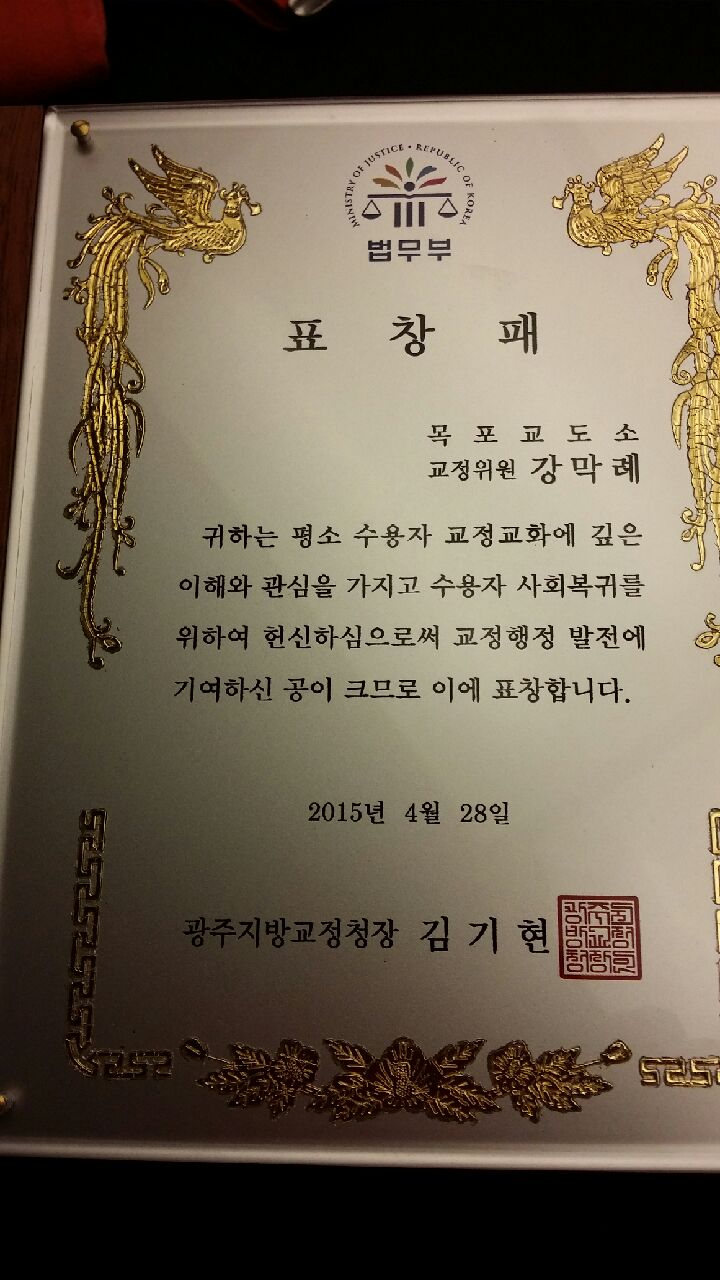 MINISTRY OF JUSTICE • REPUBLIC OF KOREA
법무부
표 창 패
목 포 교 도 소
교정위원 강막례
귀하는 평소 수용자 교정교화에 깊은
이해와 관심을 가지고 수용자 사회복귀를
위하여 헌신하심으로써 교정행정 발전에
기여하신 공이 크므로 이에 표창합니다.
2015년 4월 28일
광주지방교정청장 김 기 현